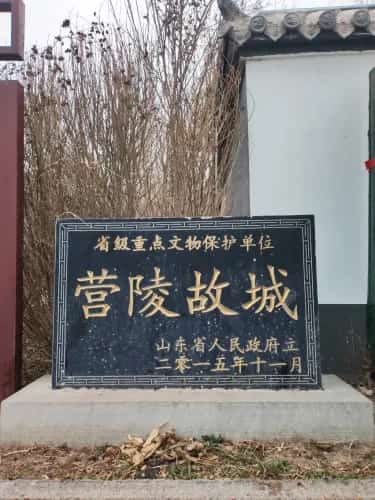 省级重点文物保护单位
营陵故城
山东省人民政府立
二零一五年十一月